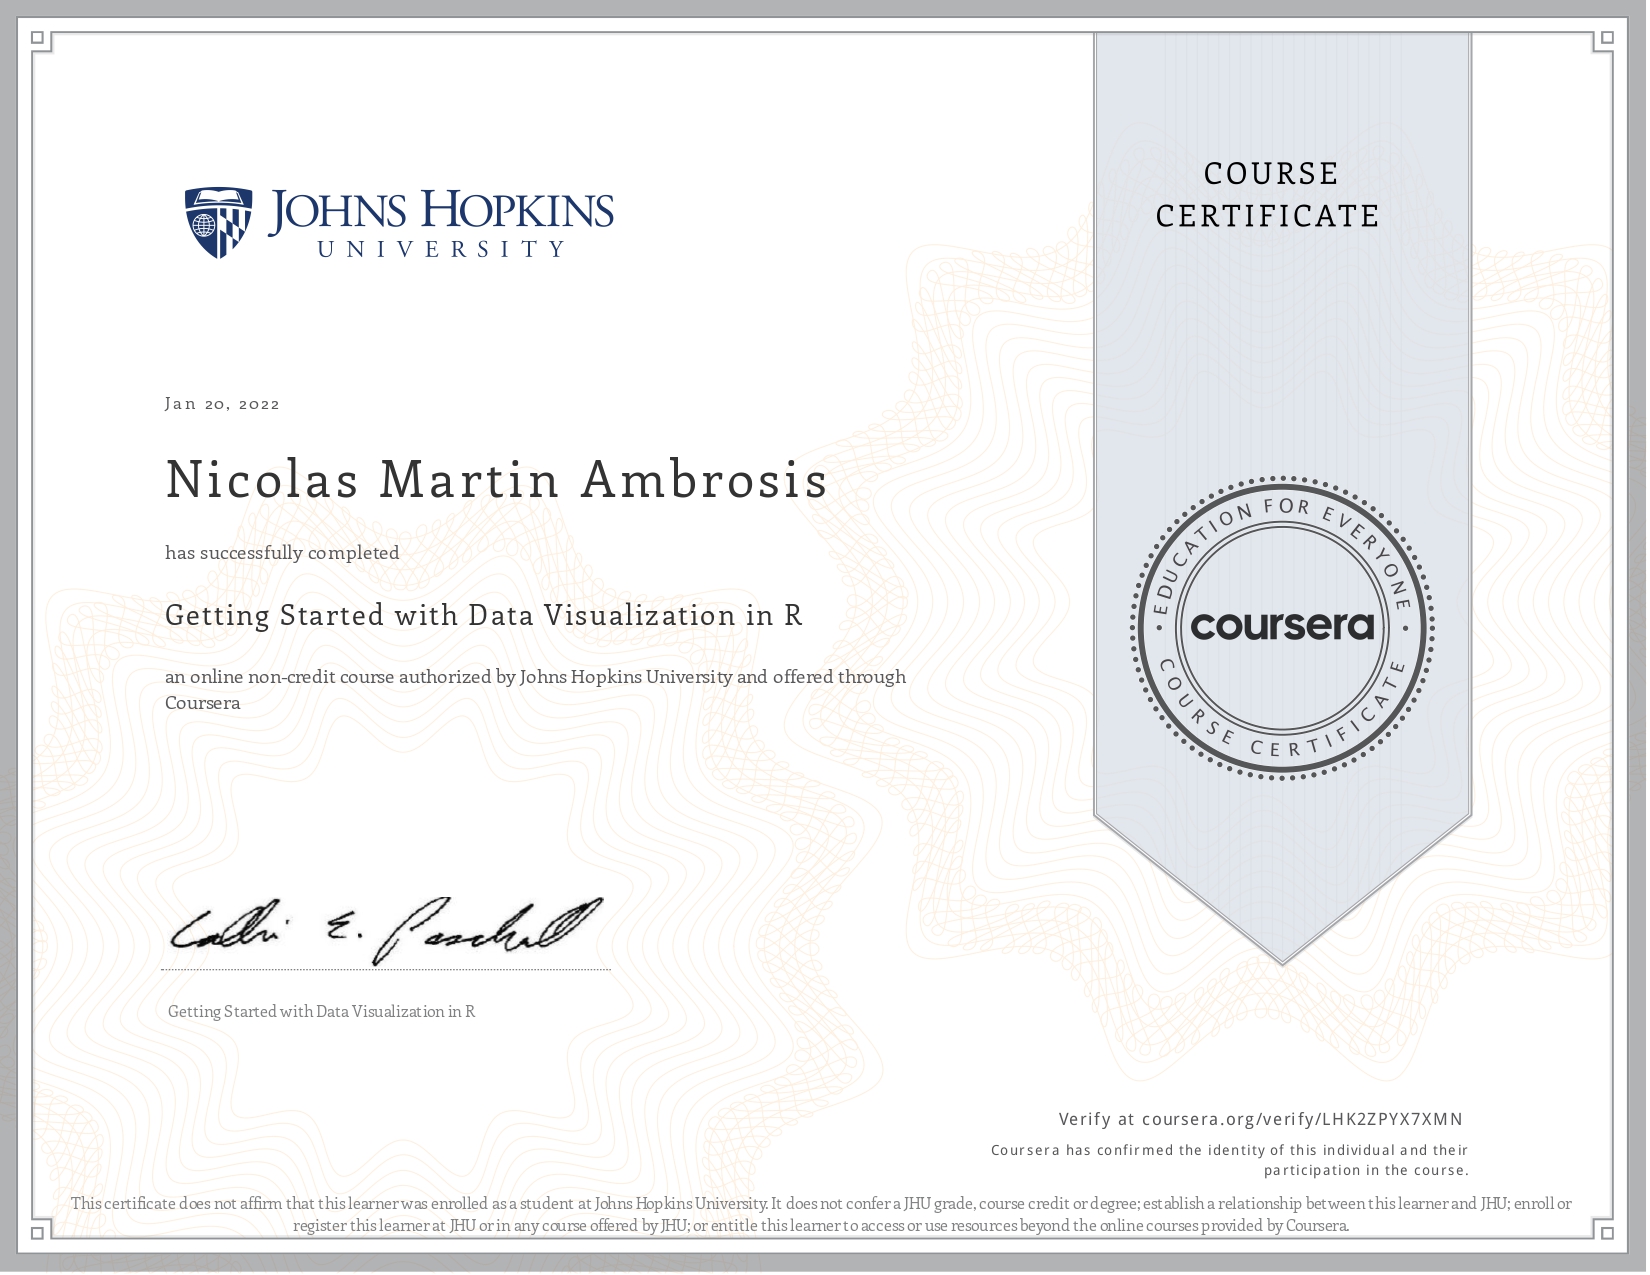 JOHNS HOPKINS
UNIVERSITY
COURSE
CERTIFICATE
Jan 20, 2022
Nicolas Martin Ambrosis
has successfully completed
Getting Started with Data Visualization in R
an online non-credit course authorized by Johns Hopkins University and offered through
Coursera
EDUCATION FOR EVERYONE
coursera
COURSE CERTIFICATE
Getting Started with Data Visualization in R
Verify at coursera.org/verify/LHK2ZPYX7XMN
Coursera has confirmed the identity of this individual and their
participation in the course.
This certificate does not affirm that this learner was enrolled as a student at Johns Hopkins University. It does not confer a JHU grade, course credit or degree; establish a relationship between this learner and JHU; enroll or
register this learner at JHU or in any course offered by JHU; or entitle this learner to access or use resources beyond the online courses provided by Coursera.